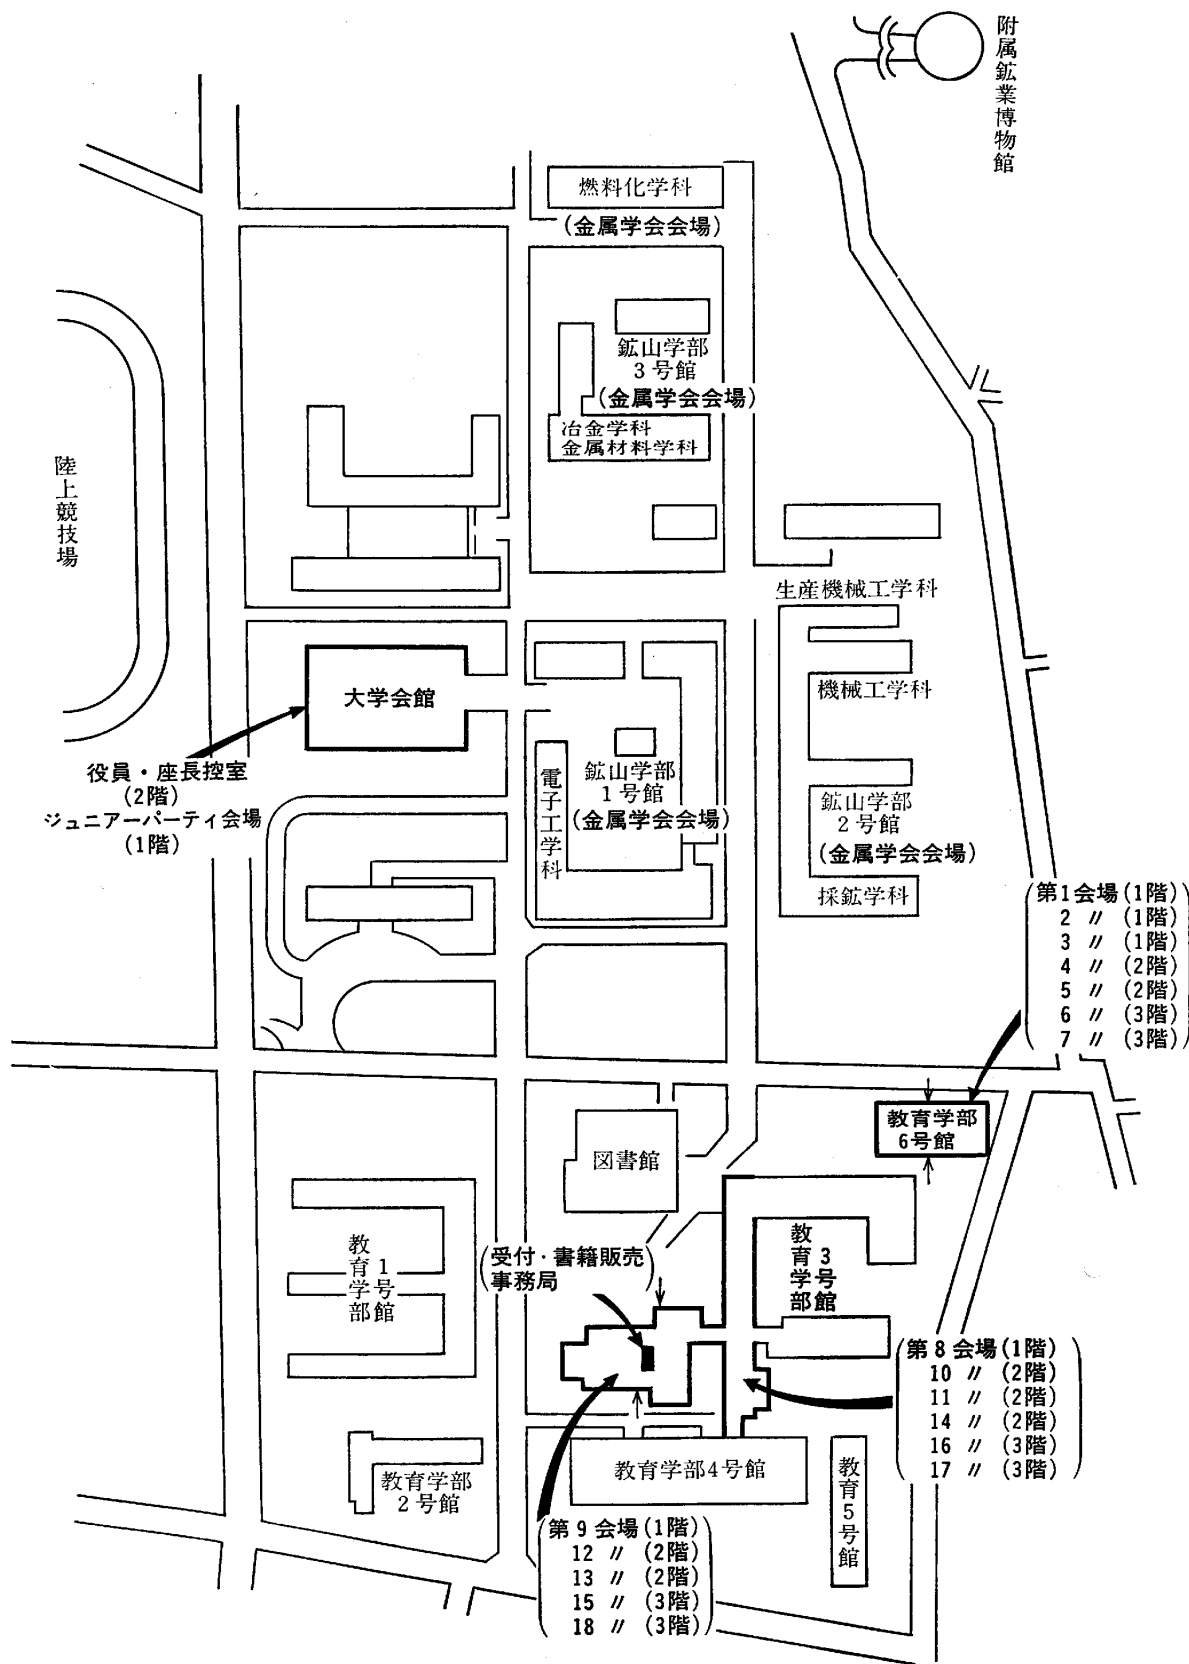 附属鉱業博物館
燃料化学科
(金属学会会場)
鉱山学部
3号館
(金属学会会場)
冶金学科
金属材料学科
陸上競技場
生産機械工学科
機械工学科
大学会館
役員・座長控室
(2階)
ジュニアーパーティ会場
(1階)
電子工学科
鉱山学部
1号館
(金属学会会場)
鉱山学部
2号館
(金属学会会場)
採鉱学科
第1会場(1階)
2 〃 (1階)
3 〃 (1階)
4 〃 (2階)
5 〃 (2階)
6 〃 (3階)
7 〃 (3階)
教育学部
6号館
図書館
教育学部
1号館
(受付・書籍販売
事務局)
教育学部
3号館
第8会場(1階)
10 〃 (2階)
11 〃 (2階)
14 〃 (2階)
16 〃 (3階)
17 〃 (3階)
教育学部
2号館
教育学部4号館
教育5号館
第9会場(1階)
12 〃 (2階)
13 〃 (2階)
15 〃 (3階)
18 〃 (3階)